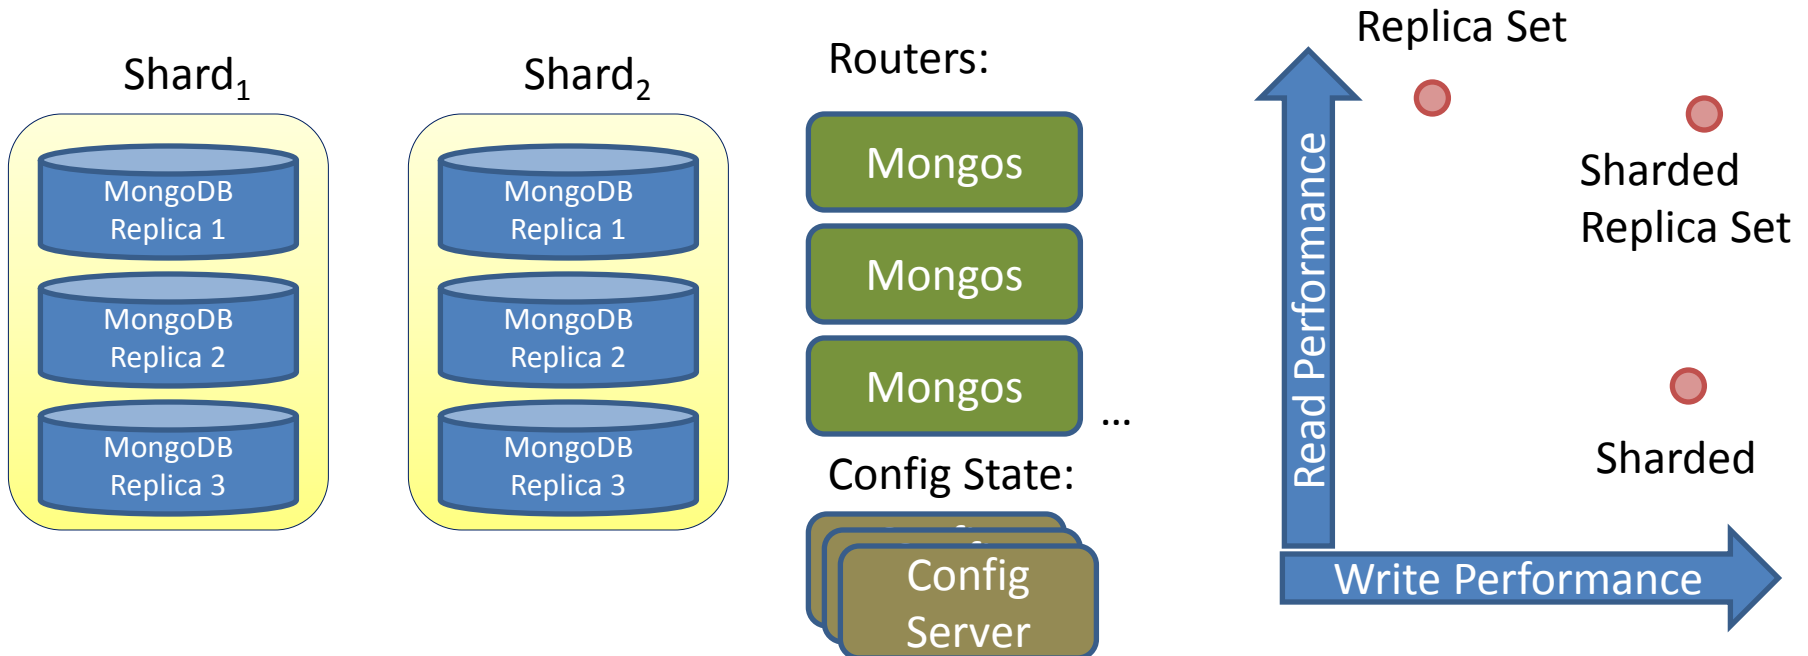 Shard1
MongoDB
Replica 1
MongoDB
Replica 2
MongoDB
Replica 3
Shard2
MongoDB
Replica 1
MongoDB
Replica 2
MongoDB
Replica 3
Routers:
Mongos
Mongos
Mongos
...
Config State:
Config
Server
Replica Set
Sharded
Replica Set
Sharded
Read Performance
Write Performance